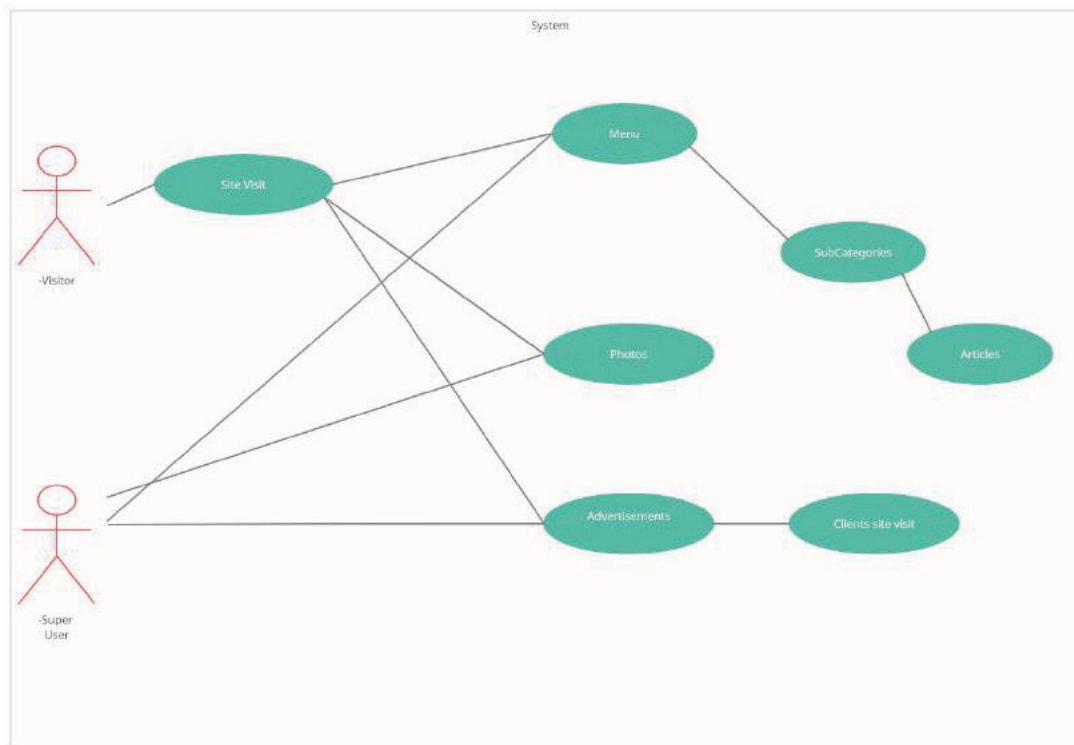 System
Menu
Site Visit
SubCategories
-Visitor
Photos
Articles
Advertisements
Clients site visit
-Super
User